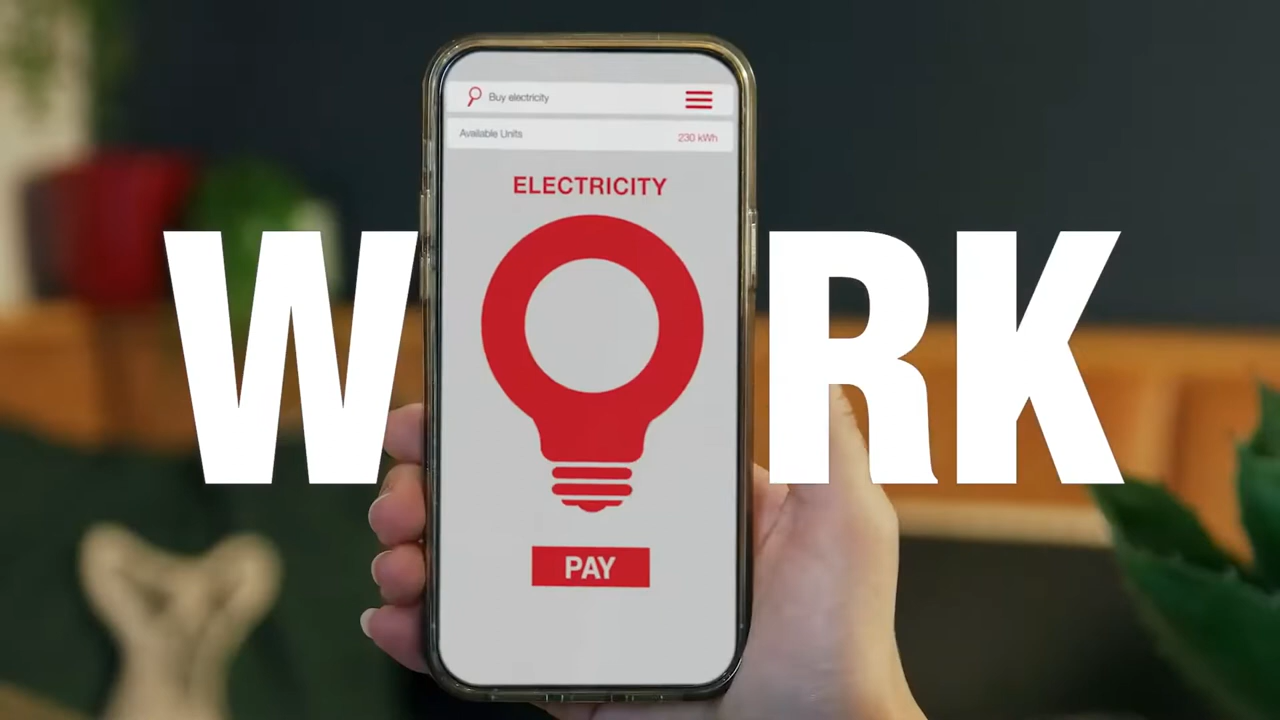 Buy electricity
Available Units 230 kWh
ELECTRICITY
W RK
PAY